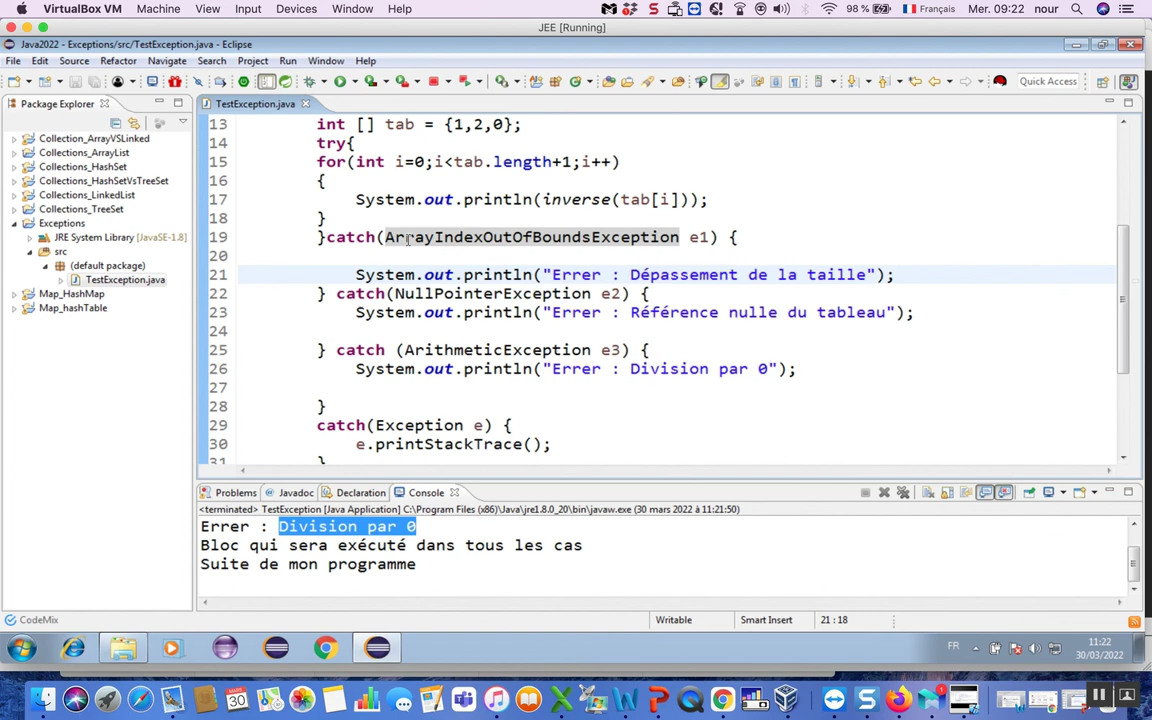 VirtualBox VM Machine View Input Devices Window Help 98 % Français Mer. 09:22 nour
JEE [Running]
Java2022 - Exceptions/src/TestException.java - Eclipse
File Edit Source Refactor Navigate Search Project Run Window Help
Quick Access
Package Explorer
TestException.java
Collection_ArrayVSLinked
Collections_ArrayList
Collections_HashSet
Collections_HashSetVsTreeSet
Collections_LinkedList
Collections_TreeSet
Exceptions
JRE System Library [JavaSE-1.8]
src
(default package)
TestException.java
Map_HashMap
Map_hashTable
13 int [] tab = {1,2,0};
14 try{
15 for(int i=0;i<tab.length+1;i++)
16 {
17 System.out.println(inverse(tab[i]));
18 }
19 }catch(ArrayIndexOutOfBoundsException e1) {
20
21 System.out.println("Errer : Dépassement de la taille");
22 } catch(NullPointerException e2) {
23 System.out.println("Errer : Référence nulle du tableau");
24
25 } catch (ArithmeticException e3) {
26 System.out.println("Errer : Division par 0");
27
28 }
29 catch(Exception e) {
30 e.printStackTrace();
31 }
Problems Javadoc Declaration Console
<terminated> TestException [Java Application] C:\Program Files (x86)\Java\jre1.8.0_20\bin\javaw.exe (30 mars 2022 à 11:21:50)
Errer : Division par 0
Bloc qui sera exécuté dans tous les cas
Suite de mon programme
CodeMix
Writable Smart Insert 21 : 18
FR
11:22
30/03/2022